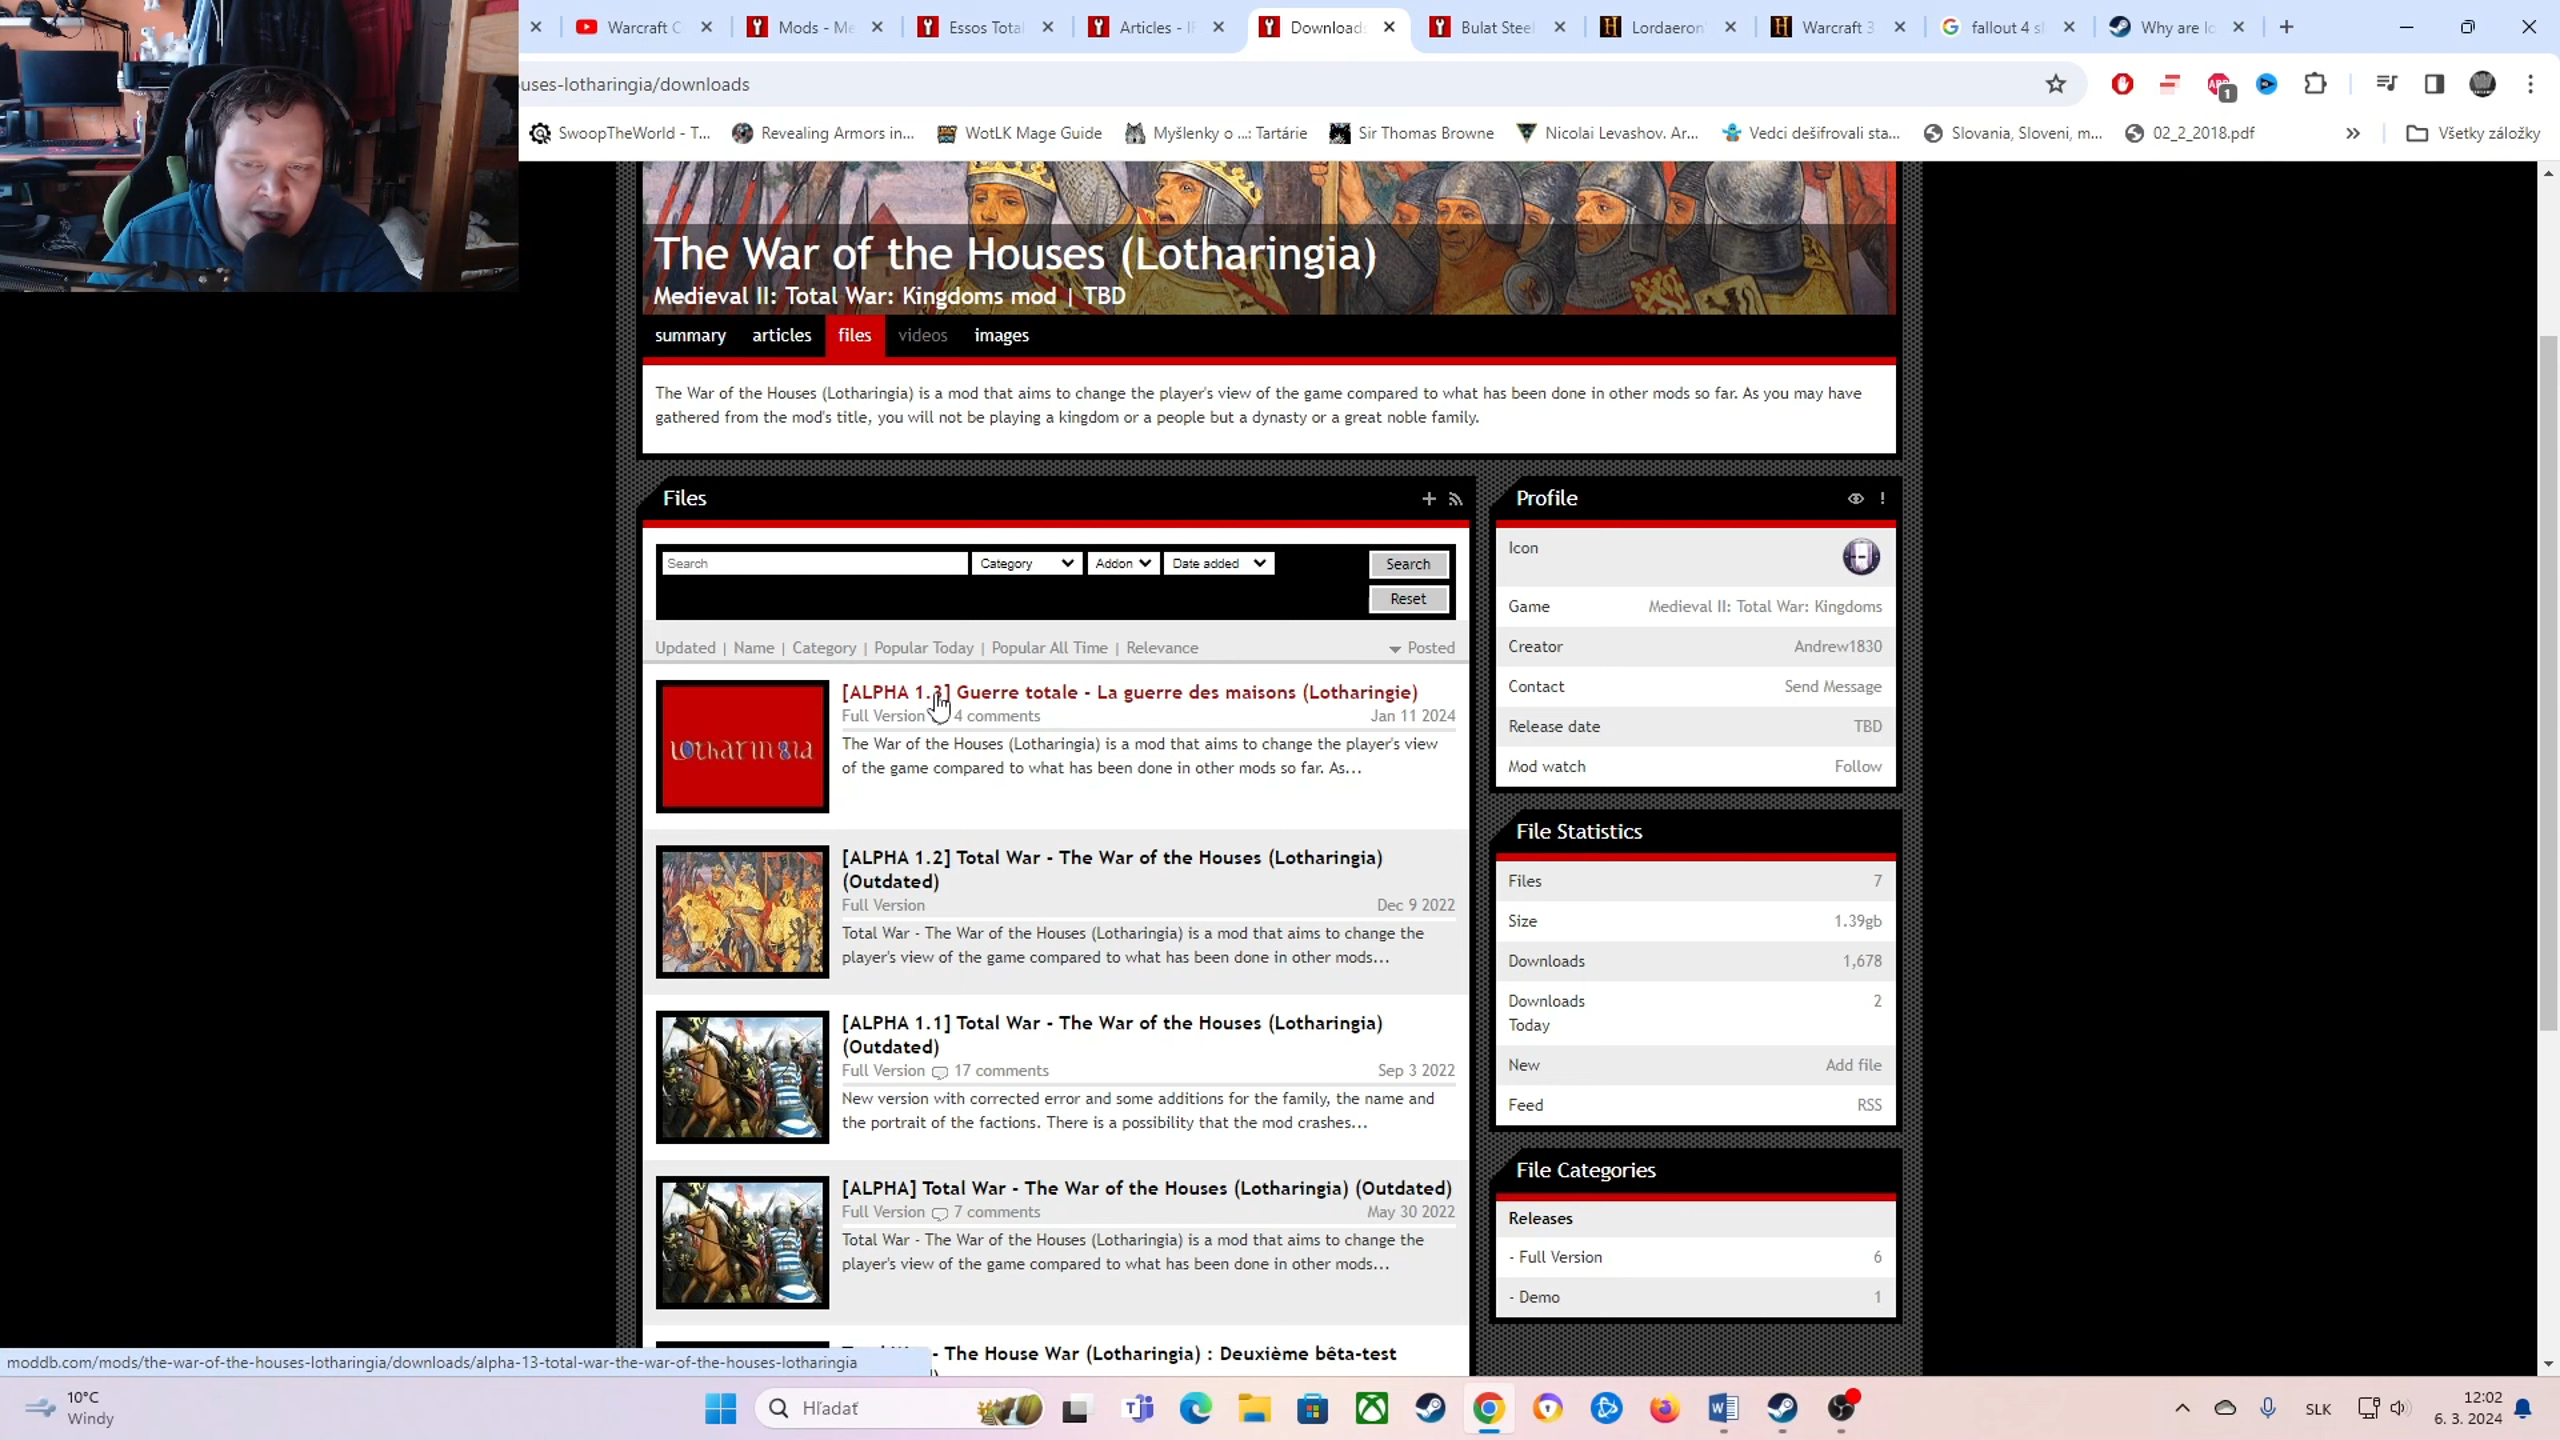 Warcraft C
Mods - Me
Essos Total
Articles - I
Downloads
Bulat Steel
Lordaeron
Warcraft 3
fallout 4 s
Why are lo
uses-lotharingia/downloads
1
SwoopTheWorld - T...
Revealing Armors in...
WotLK Mage Guide
Myšlenky o ...: Tartárie
Sir Thomas Browne
Nicolai Levashov. Ar...
Vedci dešifrovali sta...
Slovania, Sloveni, m...
02_2_2018.pdf
»
Všetky záložky
The War of the Houses (Lotharingia)
Medieval II: Total War: Kingdoms mod | TBD
summary articles files videos images
The War of the Houses (Lotharingia) is a mod that aims to change the player's view of the game compared to what has been done in other mods so far. As you may have
gathered from the mod's title, you will not be playing a kingdom or a people but a dynasty or a great noble family.
Files
Search Category Addon Date added Search
Reset
Updated | Name | Category | Popular Today | Popular All Time | Relevance Posted
[ALPHA 1.3] Guerre totale - La guerre des maisons (Lotharingie)
Full Version 4 comments Jan 11 2024
The War of the Houses (Lotharingia) is a mod that aims to change the player's view
of the game compared to what has been done in other mods so far. As...
Lotharingia
[ALPHA 1.2] Total War - The War of the Houses (Lotharingia)
(Outdated)
Full Version Dec 9 2022
Total War - The War of the Houses (Lotharingia) is a mod that aims to change the
player's view of the game compared to what has been done in other mods...
[ALPHA 1.1] Total War - The War of the Houses (Lotharingia)
(Outdated)
Full Version 17 comments Sep 3 2022
New version with corrected error and some additions for the family, the name and
the portrait of the factions. There is a possibility that the mod crashes...
[ALPHA] Total War - The War of the Houses (Lotharingia) (Outdated)
Full Version 7 comments May 30 2022
Total War - The War of the Houses (Lotharingia) is a mod that aims to change the
player's view of the game compared to what has been done in other mods...
- The House War (Lotharingia) : Deuxième bêta-test
Profile
Icon
Game Medieval II: Total War: Kingdoms
Creator Andrew1830
Contact Send Message
Release date TBD
Mod watch Follow
File Statistics
Files 7
Size 1.39gb
Downloads 1,678
Downloads 2
Today
New Add file
Feed RSS
File Categories
Releases
- Full Version 6
- Demo 1
moddb.com/mods/the-war-of-the-houses-lotharingia/downloads/alpha-13-total-war-the-war-of-the-houses-lotharingia
10°C
Windy
Hľadať
SLK
12:02
6. 3. 2024